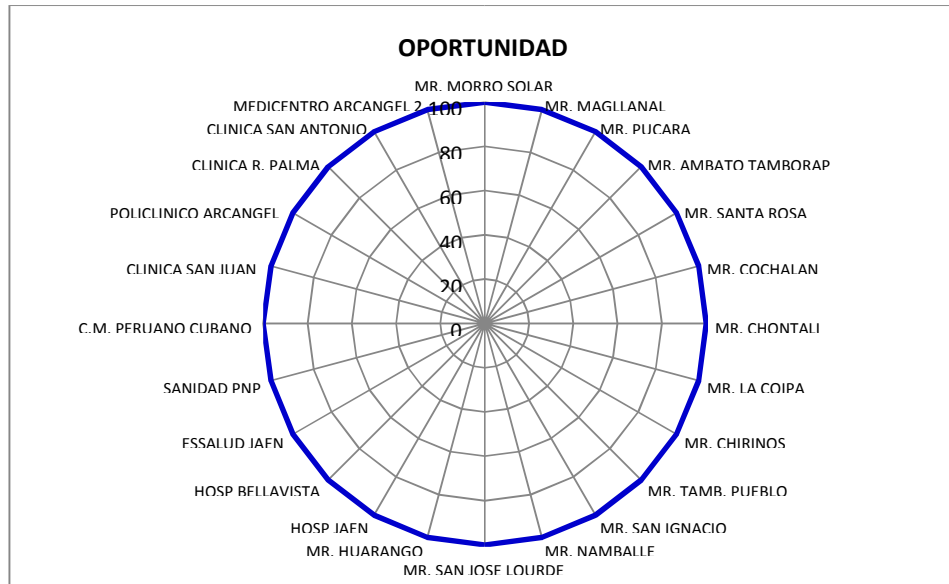 OPORTUNIDAD
MR. MORRO SOLAR
MR. MAGLLANAL
MR. PUCARA
MR. AMBATO TAMBORAP
MR. SANTA ROSA
MR. COCHALAN
MR. CHONTALI
MR. LA COIPA
MR. CHIRINOS
MR. TAMB. PUEBLO
MR. SAN IGNACIO
MR. NAMBALLE
MR. SAN JOSE LOURDE
MR. HUARANGO
HOSP JAEN
HOSP BELLAVISTA
ESSALUD JAEN
SANIDAD PNP
C.M. PERUANO CUBANO
CLINICA SAN JUAN
POLICLINICO ARCANGEL
CLINICA R. PALMA
CLINICA SAN ANTONIO
MEDICENTRO ARCANGEL 2
100
80
60
40
20
0